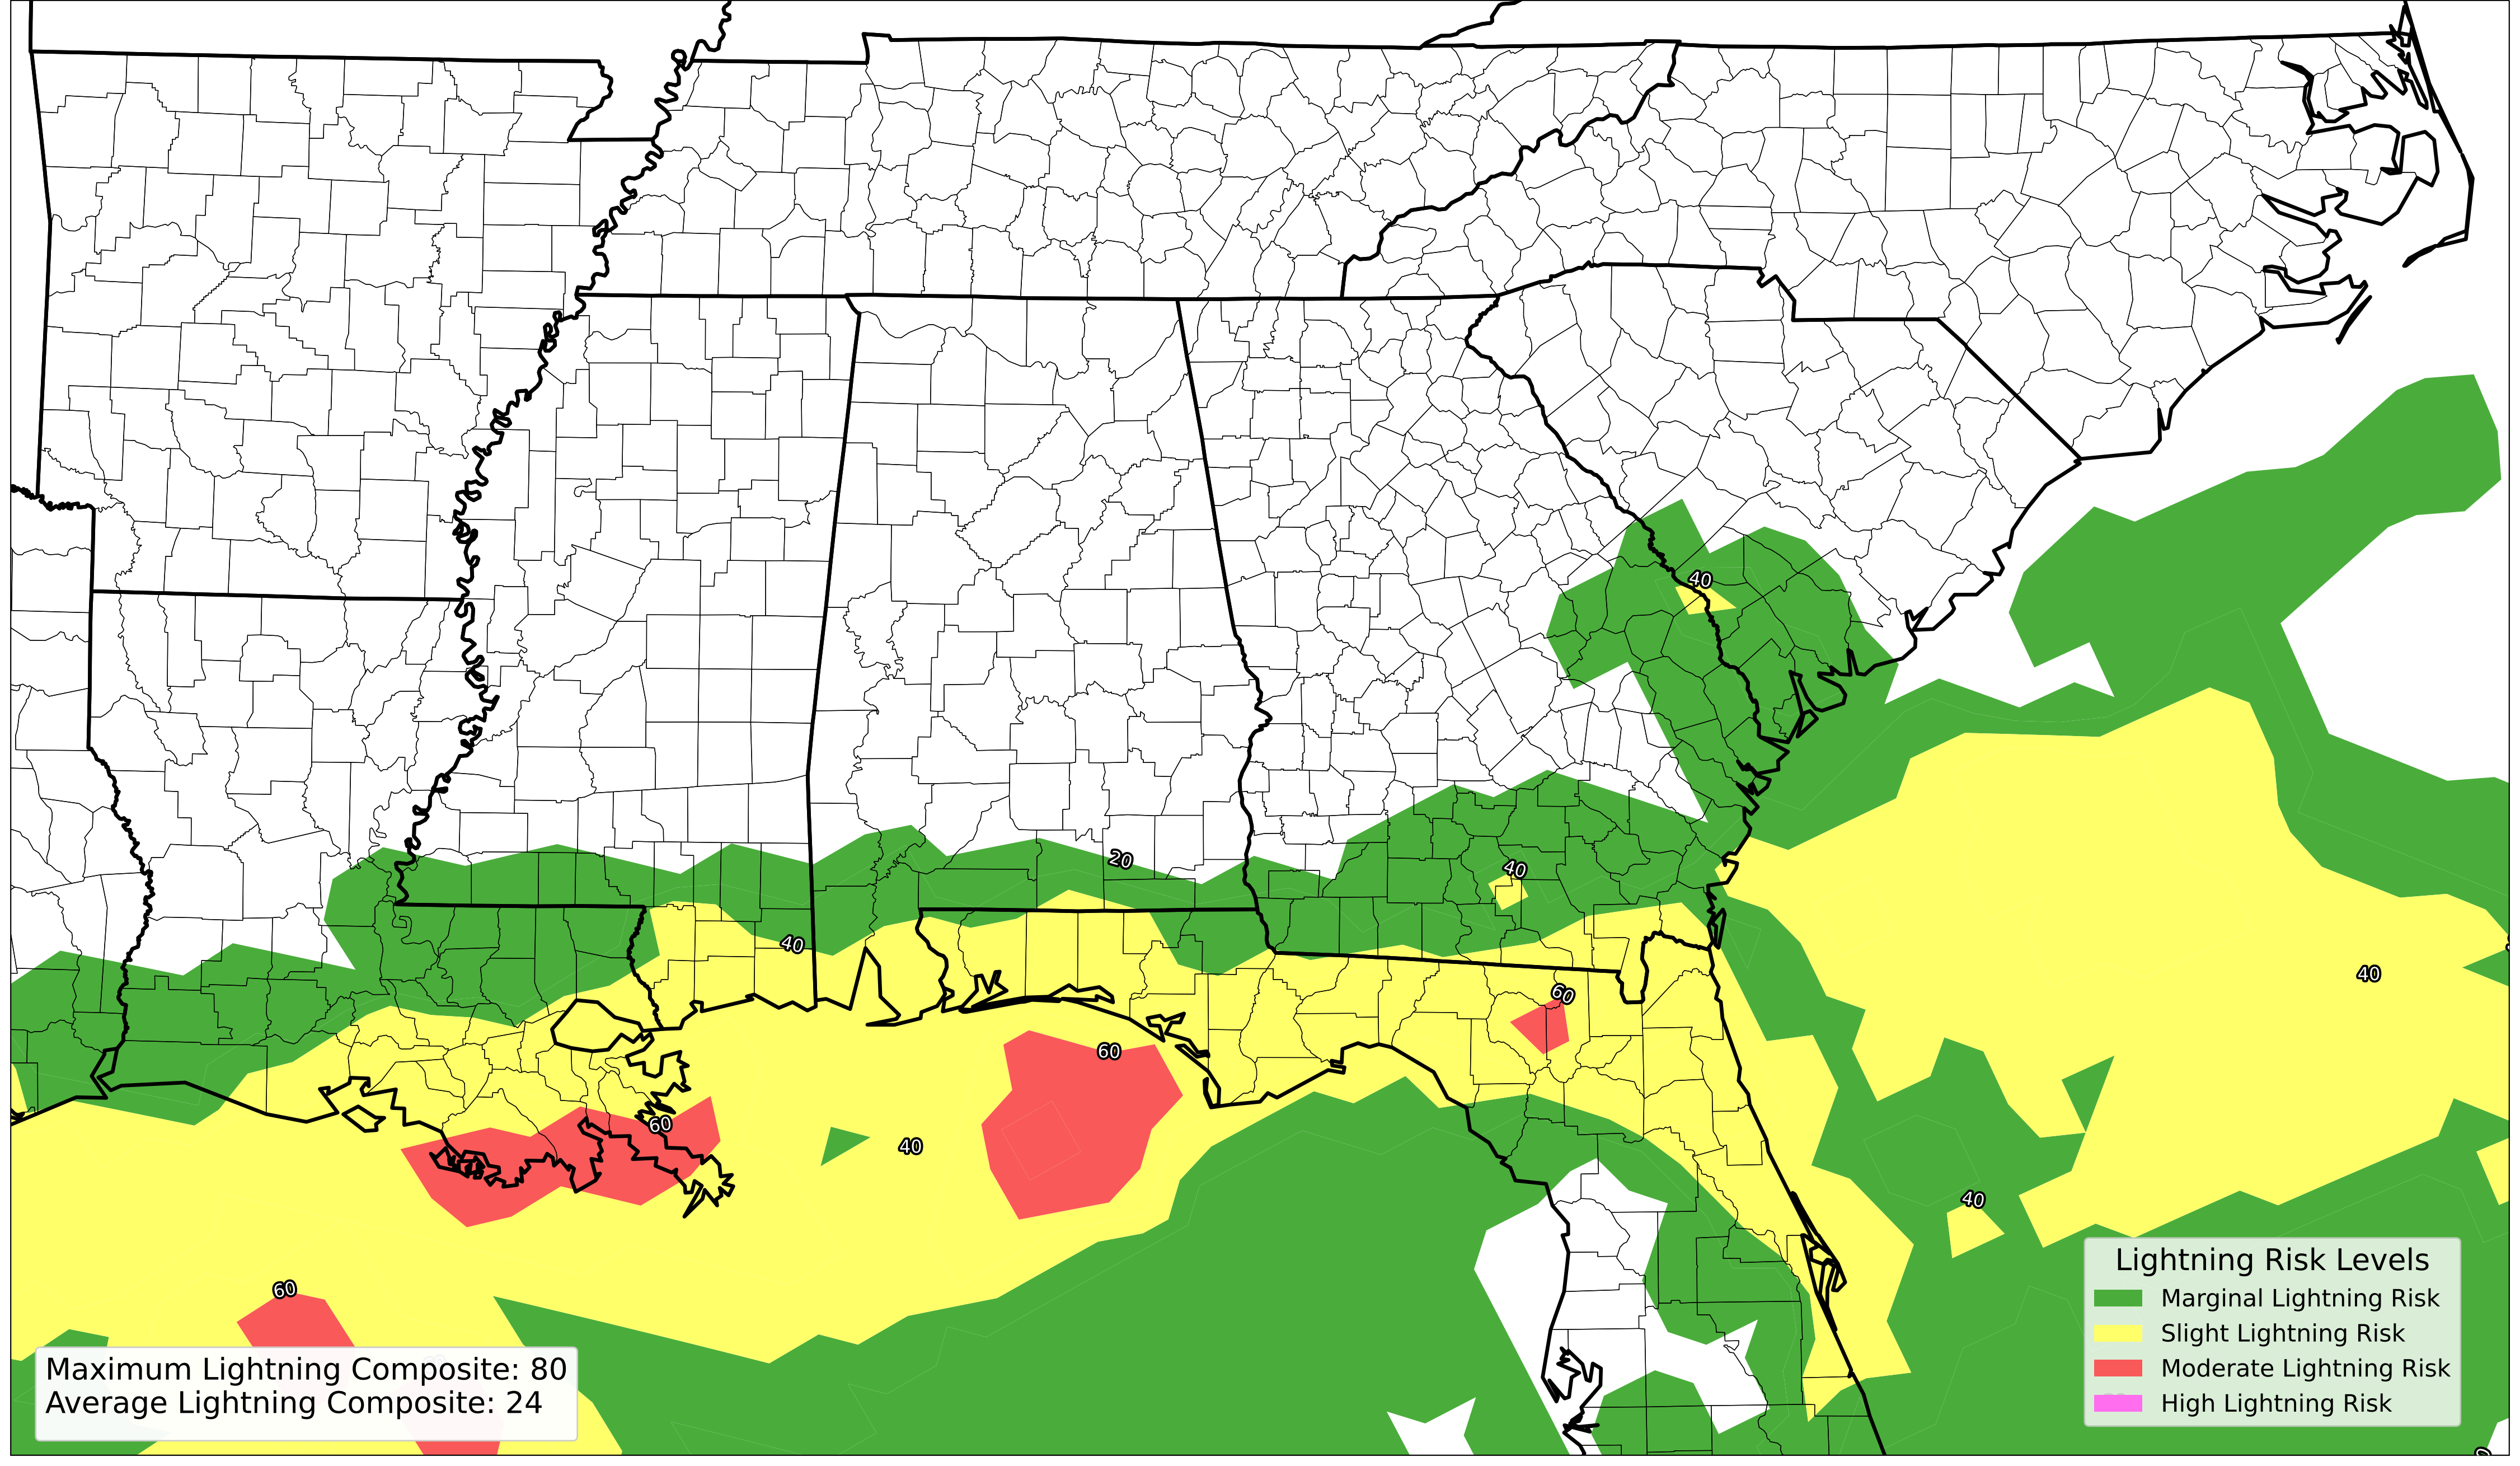 40
20
40
40
40
60
60
60
40
40
60
Lightning Risk Levels
Marginal Lightning Risk
Slight Lightning Risk
Moderate Lightning Risk
High Lightning Risk
Maximum Lightning Composite: 80
Average Lightning Composite: 24